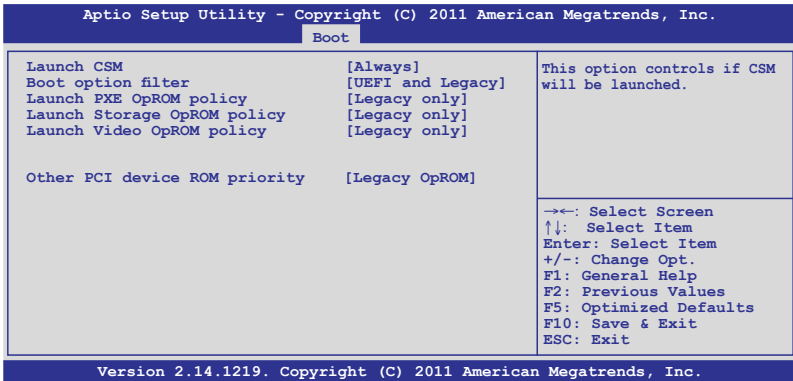 Aptio Setup Utility - Copyright (C) 2011 American Megatrends, Inc.
Boot
Launch CSM [Always]
Boot option filter [UEFI and Legacy]
Launch PXE OpROM policy [Legacy only]
Launch Storage OpROM policy [Legacy only]
Launch Video OpROM policy [Legacy only]
Other PCI device ROM priority [Legacy OpROM]
This option controls if CSM
will be launched.
→←: Select Screen
↑↓: Select Item
Enter: Select Item
+/-: Change Opt.
F1: General Help
F2: Previous Values
F5: Optimized Defaults
F10: Save & Exit
ESC: Exit
Version 2.14.1219. Copyright (C) 2011 American Megatrends, Inc.